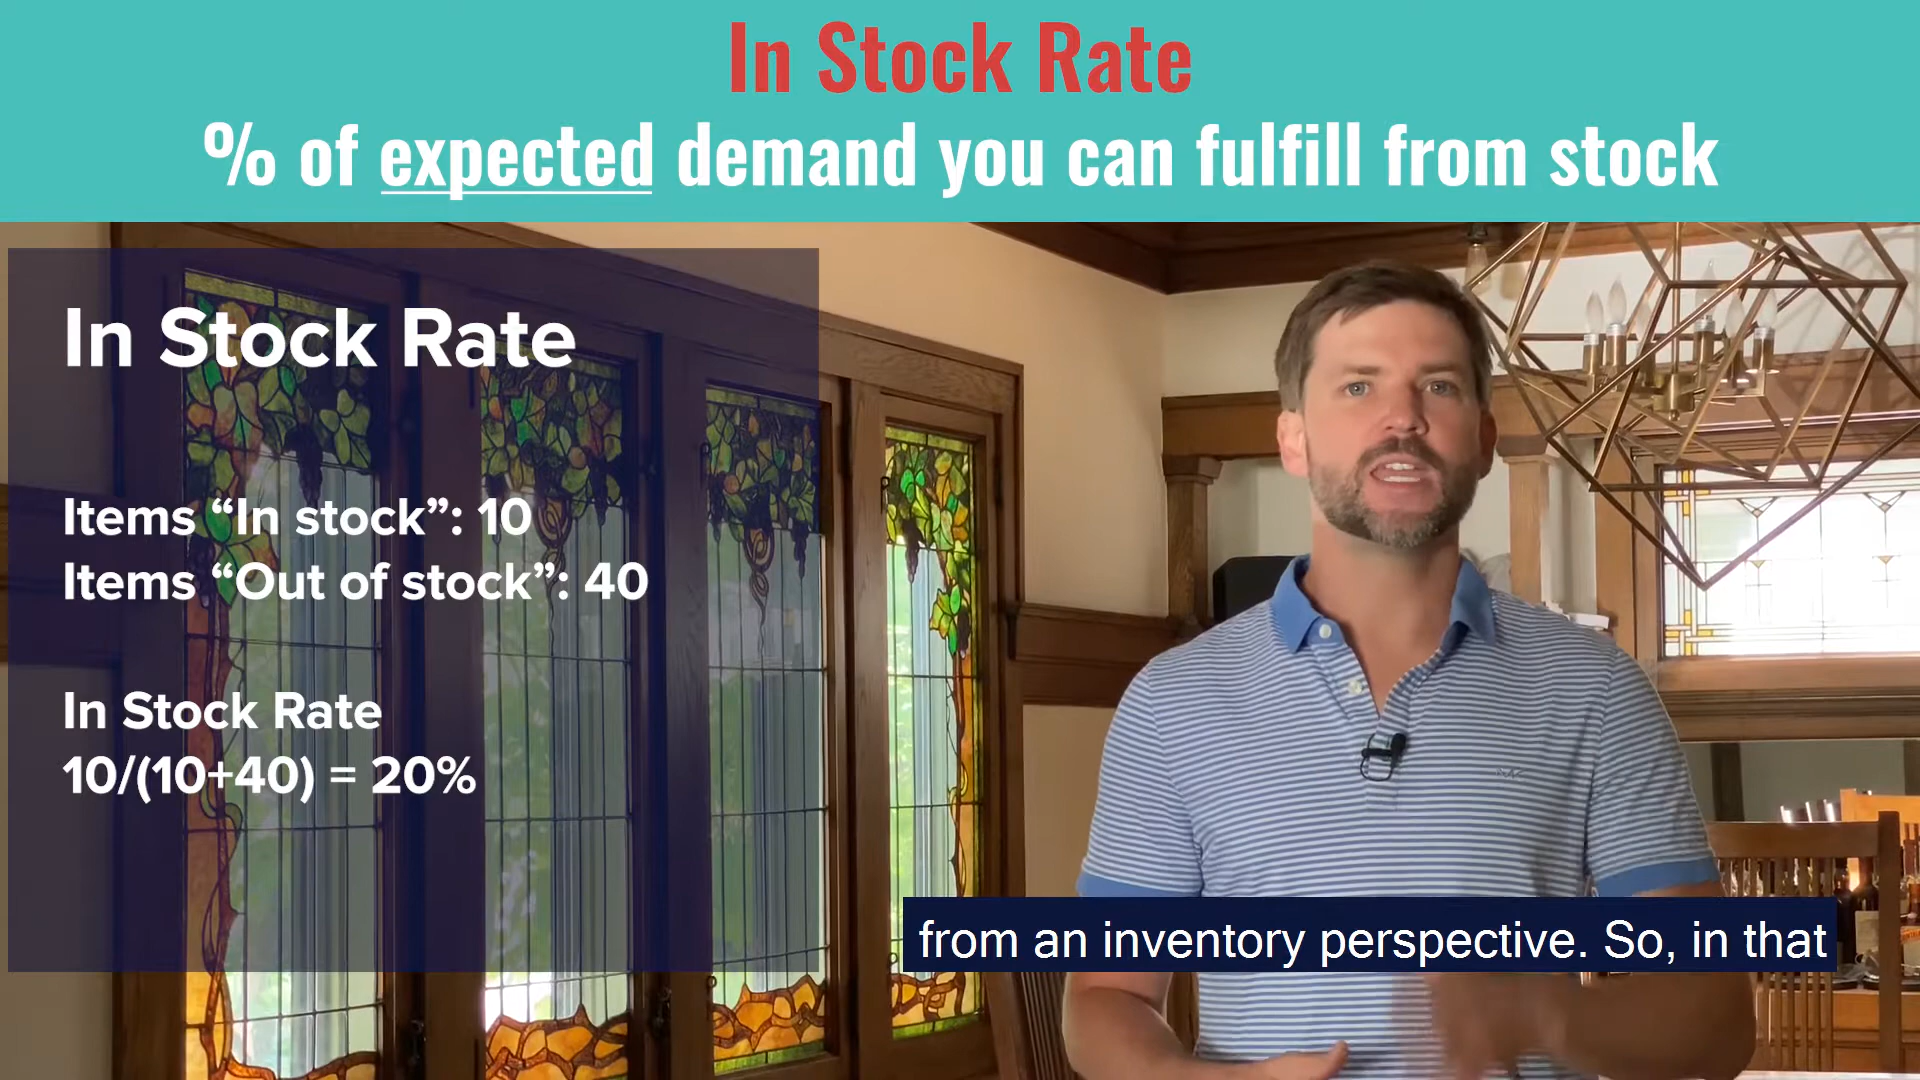 In Stock Rate
% of expected demand you can fulfill from stock
In Stock Rate
Items “In stock”: 10
Items “Out of stock”: 40
In Stock Rate
10/(10+40) = 20%
from an inventory perspective. So, in that